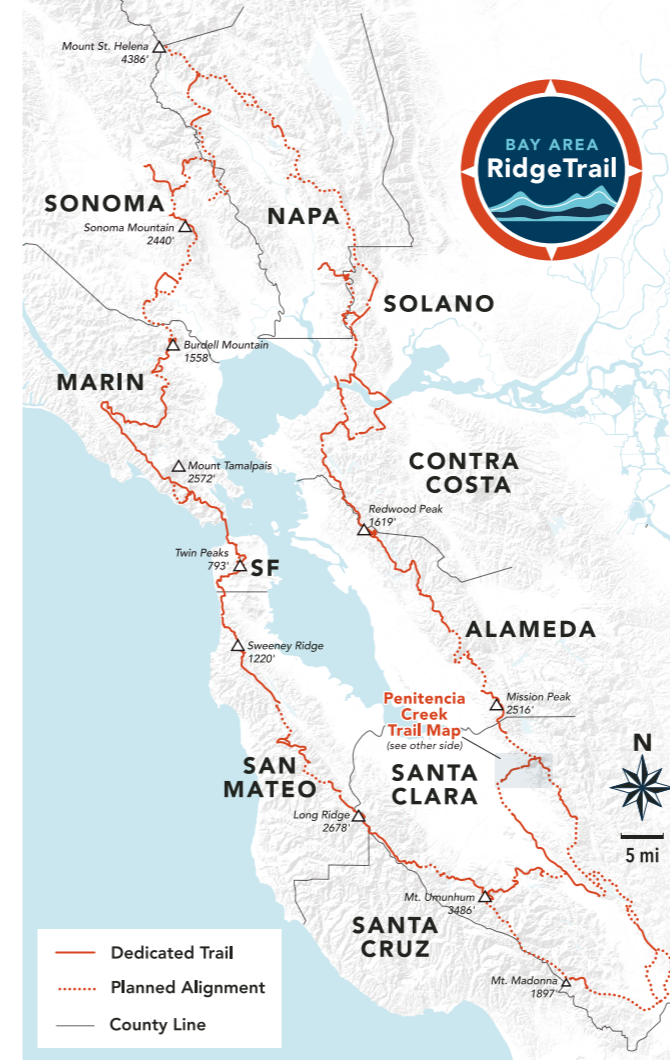 Mount St. Helena
4386'
BAY AREA
RidgeTrail
SONOMA
NAPA
Sonoma Mountain
2440'
SOLANO
Burdell Mountain
1558'
MARIN
Mount Tamalpais
2572'
CONTRA
COSTA
Redwood Peak
1619'
Twin Peaks
793'
SF
ALAMEDA
Sweeney Ridge
1220'
Penitencia
Creek
Trail Map
(see other side)
Mission Peak
2516'
N
SAN
MATEO
SANTA
CLARA
Long Ridge
2678'
5 mi
Mt. Umunhum
3486'
SANTA
CRUZ
Mt. Madonna
1897'
Dedicated Trail
Planned Alignment
County Line